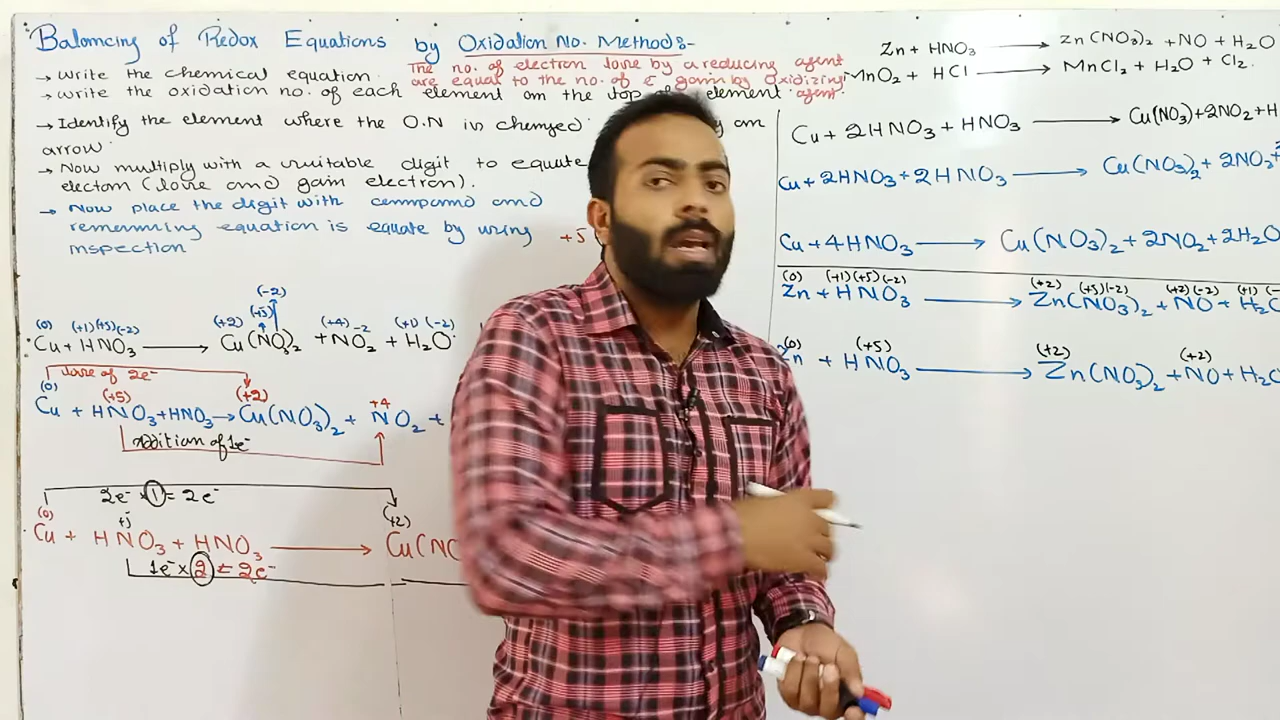 Balancing of Redox Equations by Oxidation No. Methods:-
→ write the chemical equation.
The no. of electron lose by a reducing agent
→ write the oxidation no. of each element on the top of element
are equal to the no. of e⁻ gain by oxidizing agent.
→ Identify the element where the O.N is chenged
arrow.
→ Now multiply with a suitable digit to equate
electorn (lose and gain electron).
→ Now place the digit with compound and
remenning equation is equate by using +5
inspection
(-2)
(+5)
(0) (+1)(+5)(-2) (+2) (+4) -2 (+1) (-2)
Cu + HNO₃ ⟶ Cu(NO₃)₂ + NO₂ + H₂O
lose of 2e⁻
(0) (+5) (+2) +4
Cu + HNO₃ + HNO₃ → Cu(NO₃)₂ + NO₂ +
Addition of 1e⁻
2e⁻ × 1 = 2e⁻
(0) +5 (+2)
Cu + HNO₃ + HNO₃ ⟶ Cu(NO
1e⁻ × 2 = 2e⁻
Zn + HNO₃ ⟶ Zn(NO₃)₂ + NO + H₂O
MnO₂ + HCl ⟶ MnCl₂ + H₂O + Cl₂.
Cu + 2HNO₃ + HNO₃ ⟶ Cu(NO₃) + 2NO₂ + H
Cu + 2HNO₃ + 2HNO₃ ⟶ Cu(NO₃)₂ + 2NO₂ +
Cu + 4HNO₃ ⟶ Cu(NO₃)₂ + 2NO₂ + 2H₂O
(0) (+1)(+5)(-2) (+2) (+5)(-2) (+2)(-2) (+1)
Zn + HNO₃ ⟶ Zn(NO₃)₂ + NO + H₂O
(0) (+5) (+2) (+2)
Zn + HNO₃ ⟶ Zn(NO₃)₂ + NO + H₂O